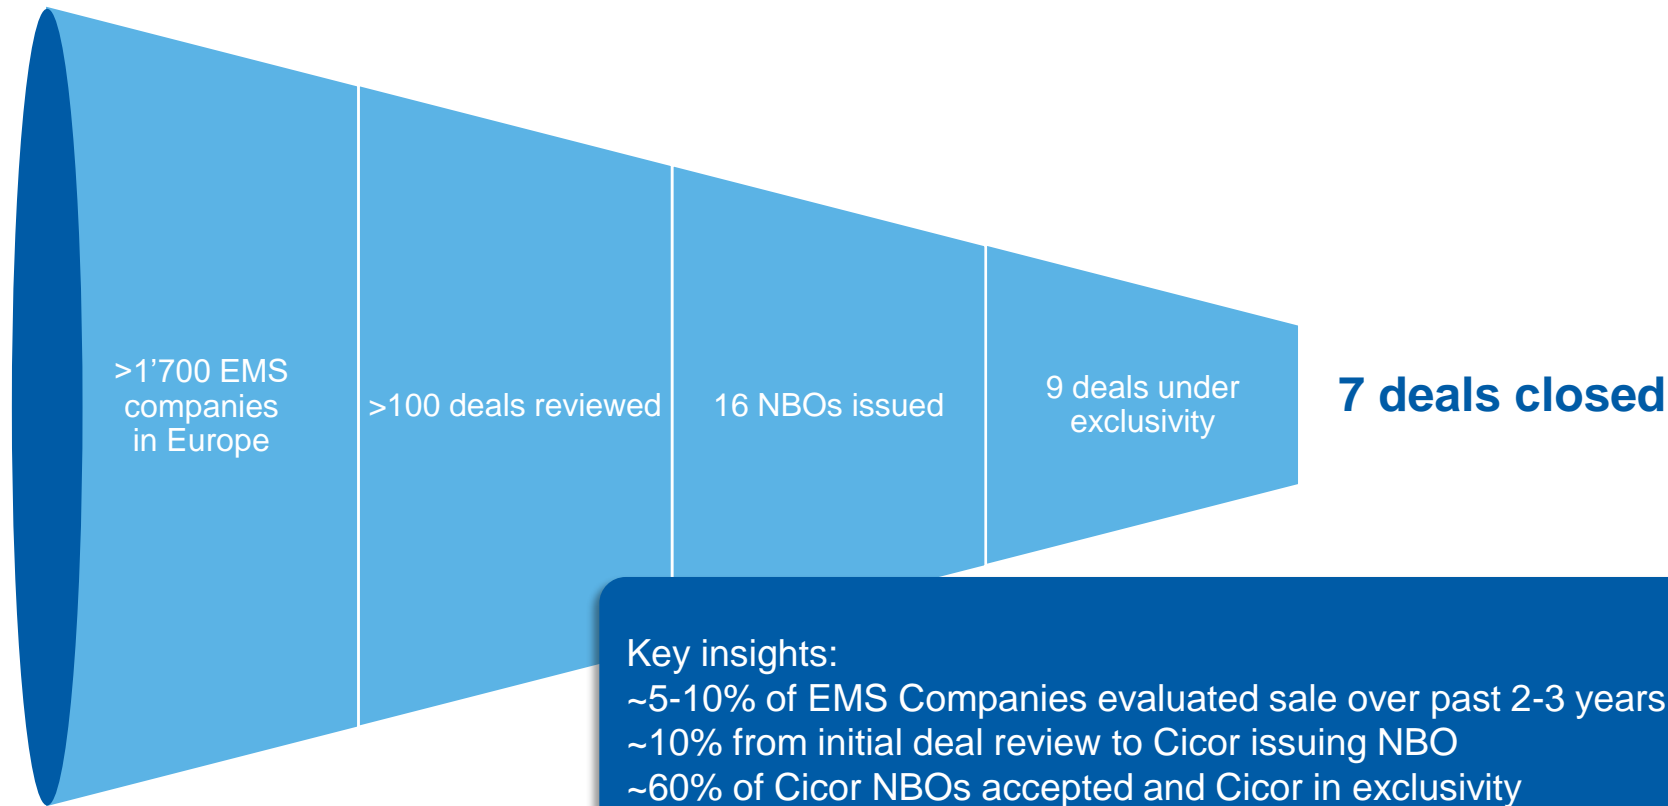 >1’700 EMS
companies
in Europe
>100 deals reviewed
16 NBOs issued
9 deals under
exclusivity
7 deals closed
Key insights:
~5-10% of EMS Companies evaluated sale over past 2-3 years
~10% from initial deal review to Cicor issuing NBO
~60% of Cicor NBOs accepted and Cicor in exclusivity